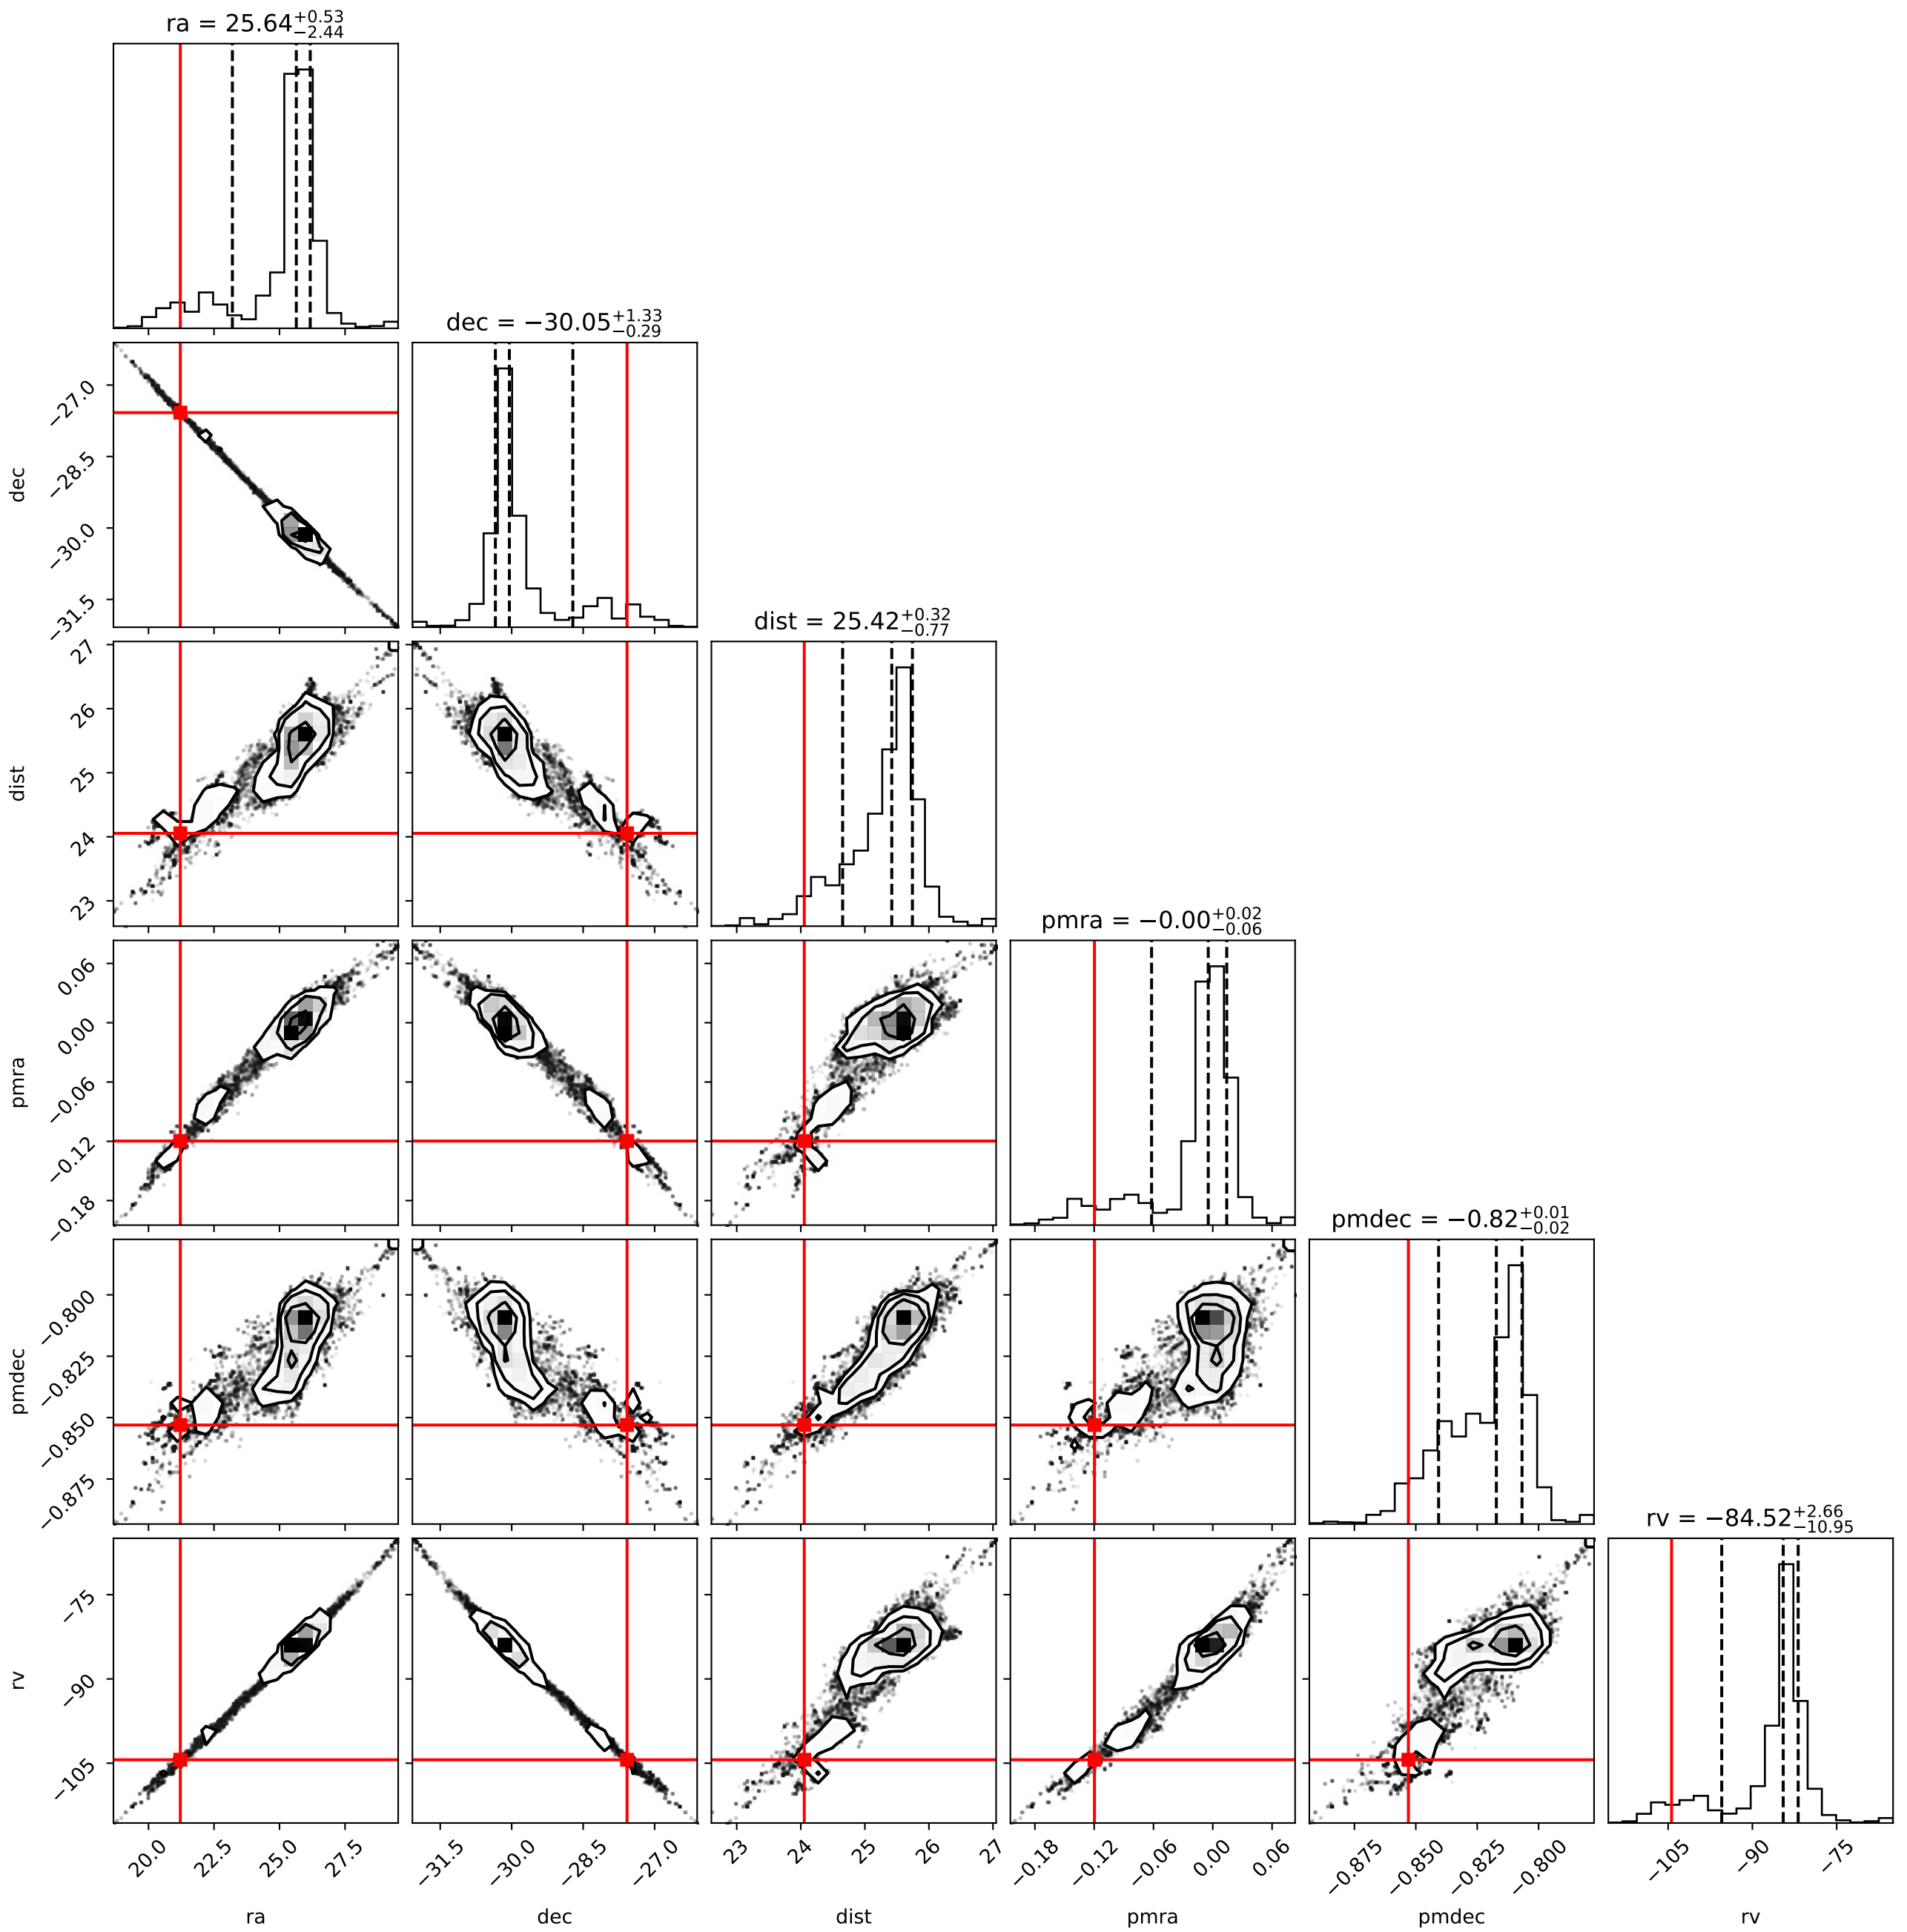 ra = 25.64 +0.53 −2.44
dec = −30.05 +1.33 −0.29
−27.0
−28.5
−30.0
−31.5
dec
dist = 25.42 +0.32 −0.77
27
26
25
24
23
dist
pmra = −0.00 +0.02 −0.06
0.06
0.00
−0.06
−0.12
−0.18
pmra
pmdec = −0.82 +0.01 −0.02
−0.800
−0.825
−0.850
−0.875
pmdec
rv = −84.52 +2.66 −10.95
−75
−90
−105
rv
20.0 22.5 25.0 27.5 −31.5 −30.0 −28.5 −27.0 23 24 25 26 27 −0.18 −0.12 −0.06 0.00 0.06 −0.875 −0.850 −0.825 −0.800 −105 −90 −75
ra dec dist pmra pmdec rv